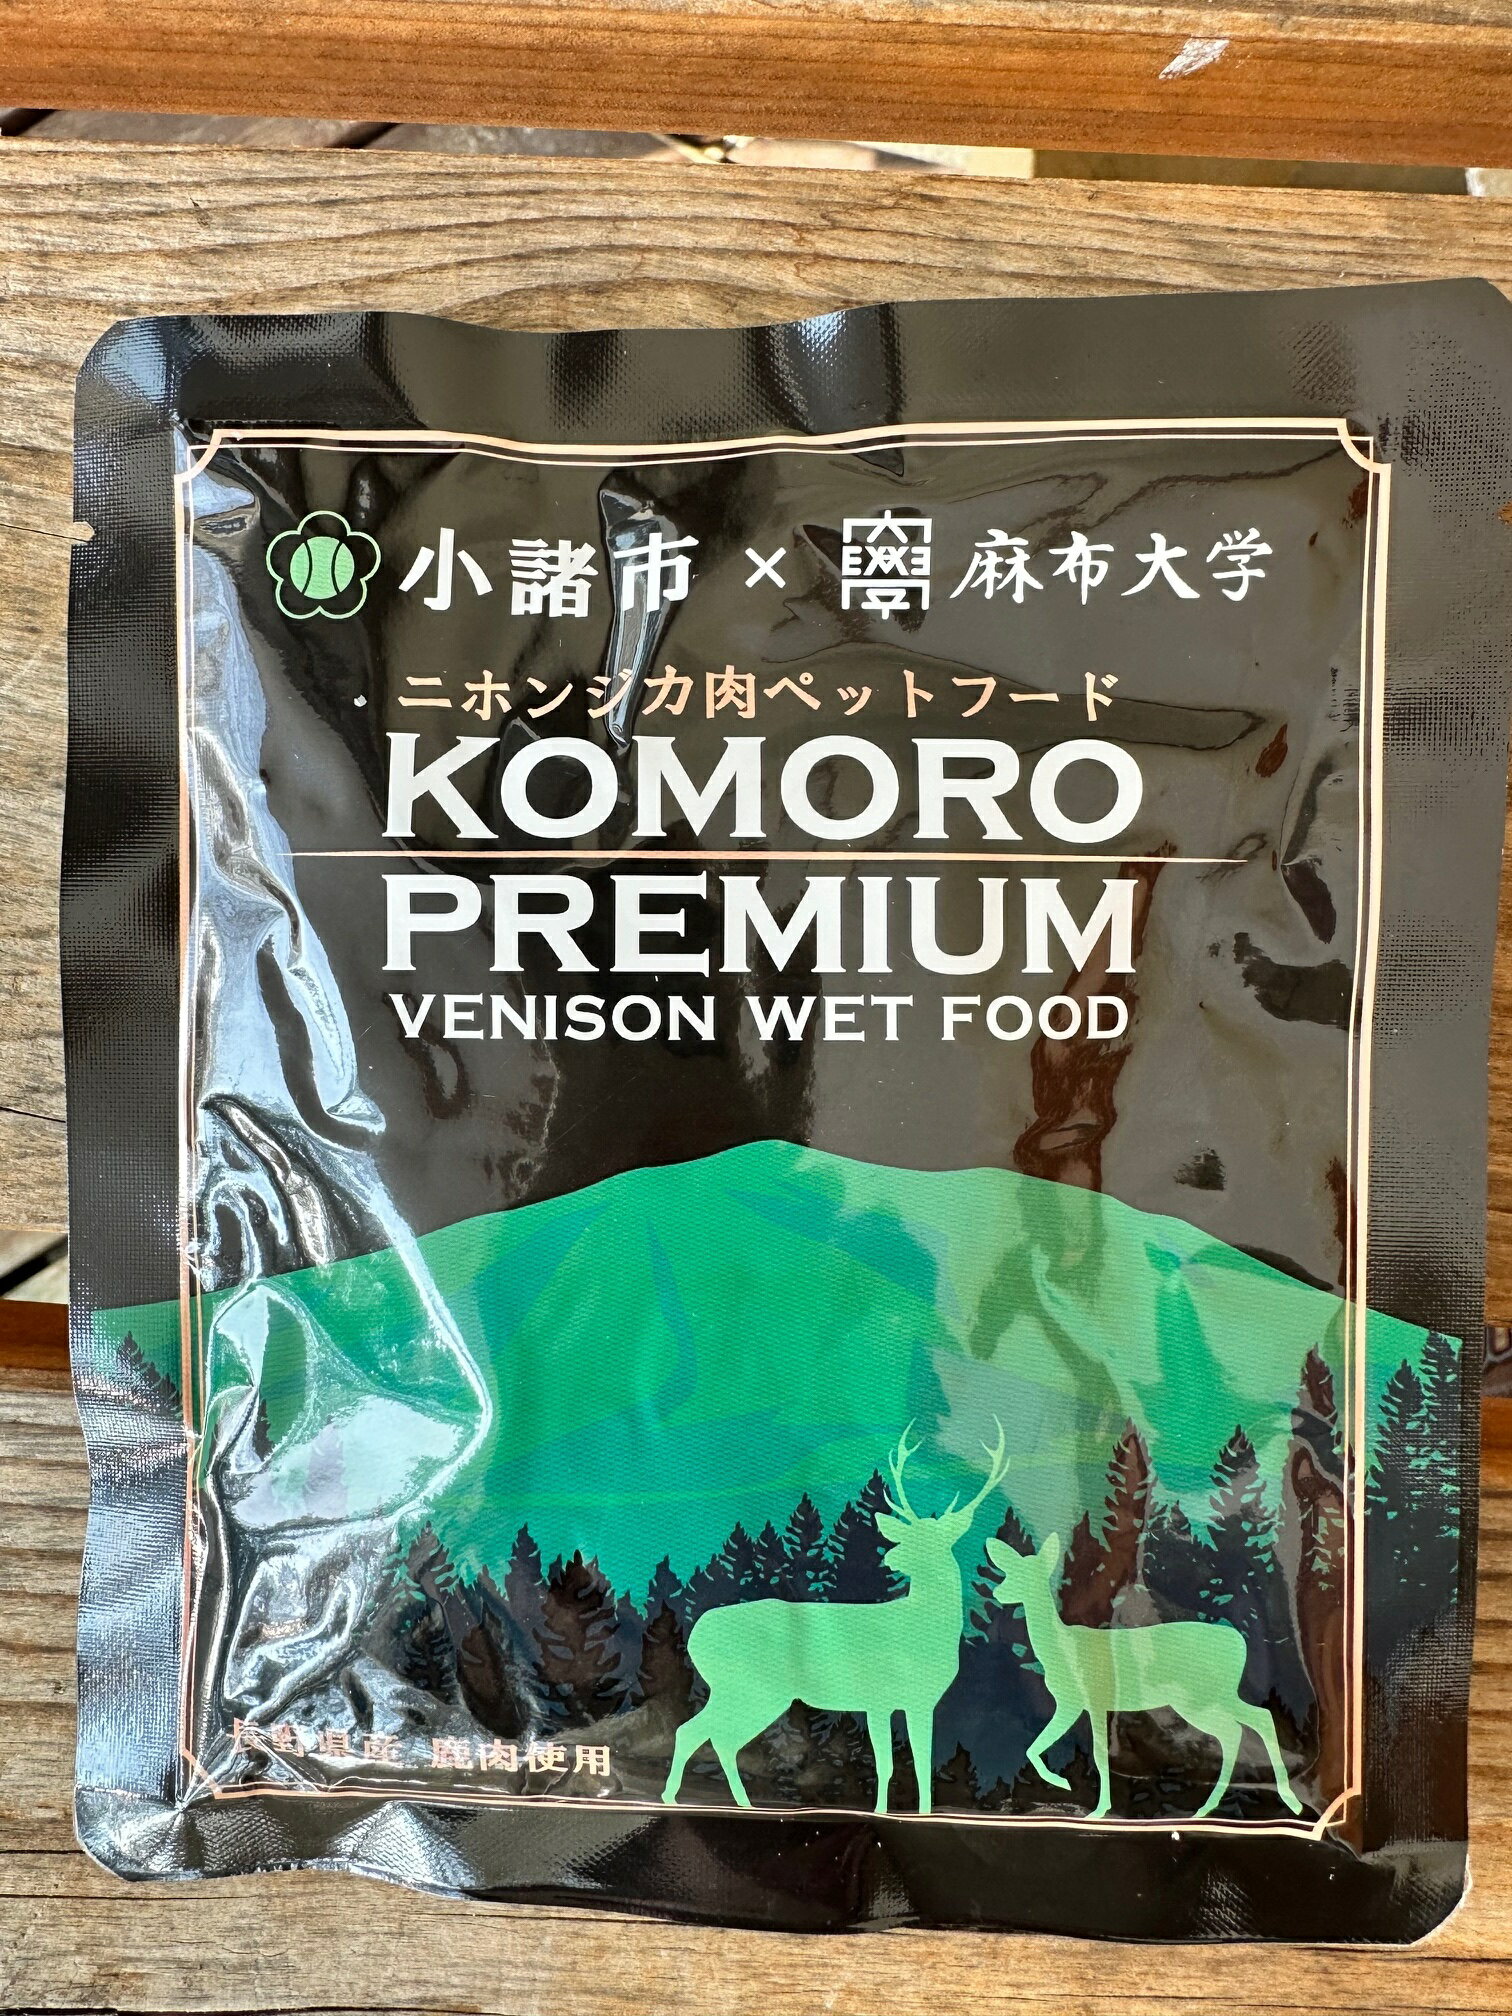 小諸市 × 麻布大学
ニホンジカ肉ペットフード
KOMORO
PREMIUM
VENISON WET FOOD
長野県産 鹿肉使用